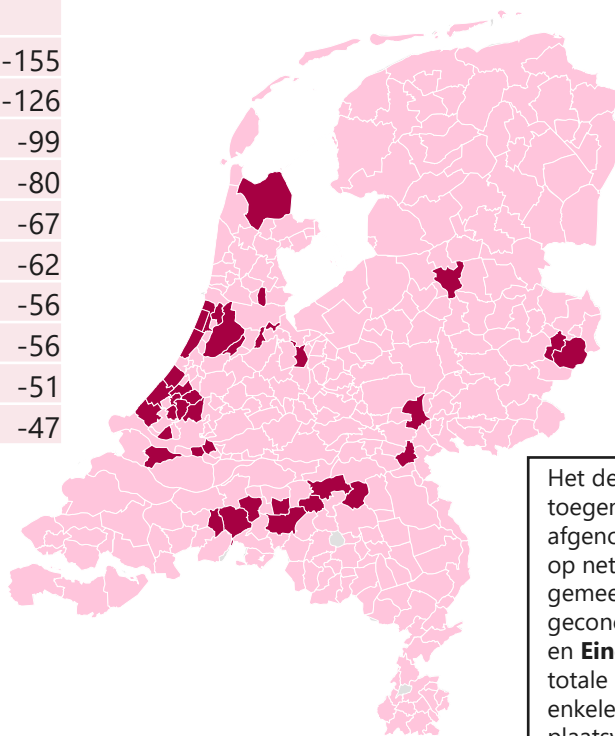 -155
-126
-99
-80
-67
-62
-56
-56
-51
-47
Het de
toegen
afgeno
op net
gemee
gecond
en Ein
totale
enkele